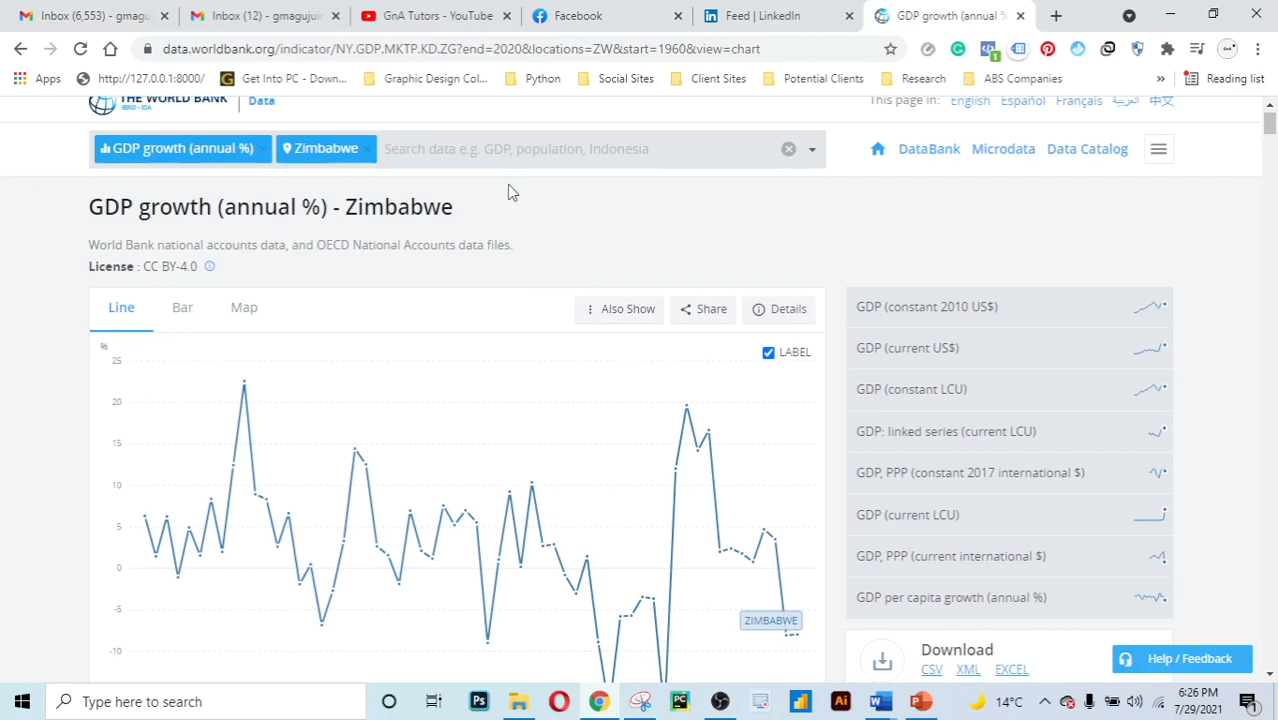 Inbox (6,553) - gmagu
Inbox (12) - gmagujui
GnA Tutors - YouTube
Facebook
Feed | LinkedIn
GDP growth (annual %
data.worldbank.org/indicator/NY.GDP.MKTP.KD.ZG?end=2020&locations=ZW&start=1960&view=chart
Apps
http://127.0.0.1:8000/
Get Into PC - Down...
Graphic Design Col...
Python
Social Sites
Client Sites
Potential Clients
Research
ABS Companies
»
Reading list
THE WORLD BANK
IBRD • IDA
Data
This page in:
English
Español
Français
العربية
中文
GDP growth (annual %) ×
Zimbabwe ×
Search data e.g. GDP, population, Indonesia
DataBank
Microdata
Data Catalog
GDP growth (annual %) - Zimbabwe
World Bank national accounts data, and OECD National Accounts data files.
License : CC BY-4.0
Line
Bar
Map
Also Show
Share
Details
%
LABEL
25
20
15
10
5
0
-5
-10
ZIMBABWE
GDP (constant 2010 US$)
GDP (current US$)
GDP (constant LCU)
GDP: linked series (current LCU)
GDP, PPP (constant 2017 international $)
GDP (current LCU)
GDP, PPP (current international $)
GDP per capita growth (annual %)
Download
CSV
XML
EXCEL
Help / Feedback
Type here to search
Ps
Ai
14°C
6:26 PM
7/29/2021